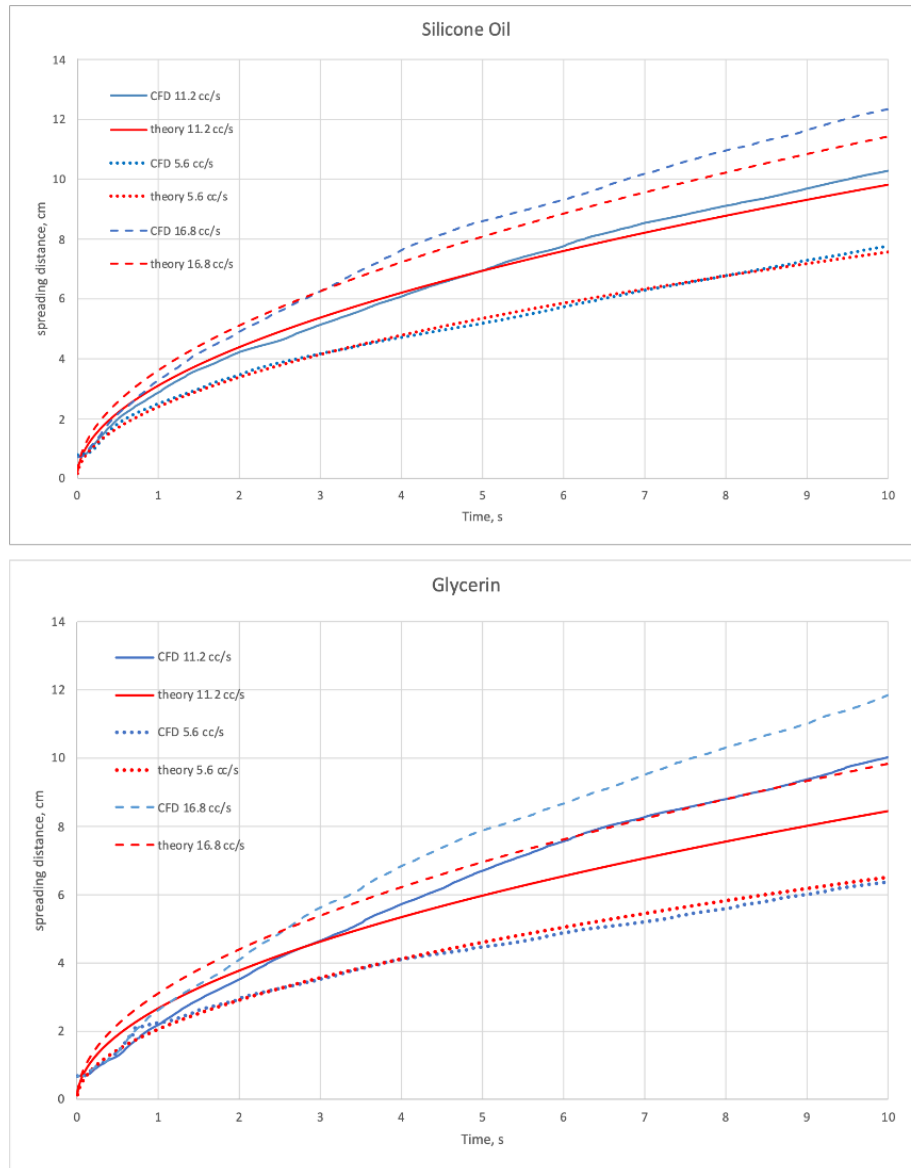 Silicone Oil
14
12
10
8
6
4
2
0
spreading distance, cm
CFD 11.2 cc/s
theory 11.2 cc/s
CFD 5.6 cc/s
theory 5.6 cc/s
CFD 16.8 cc/s
theory 16.8 cc/s
0 1 2 3 4 5 6 7 8 9 10
Time, s
Glycerin
14
12
10
8
6
4
2
0
spreading distance, cm
CFD 11.2 cc/s
theory 11.2 cc/s
CFD 5.6 cc/s
theory 5.6 cc/s
CFD 16.8 cc/s
theory 16.8 cc/s
0 1 2 3 4 5 6 7 8 9 10
Time, s